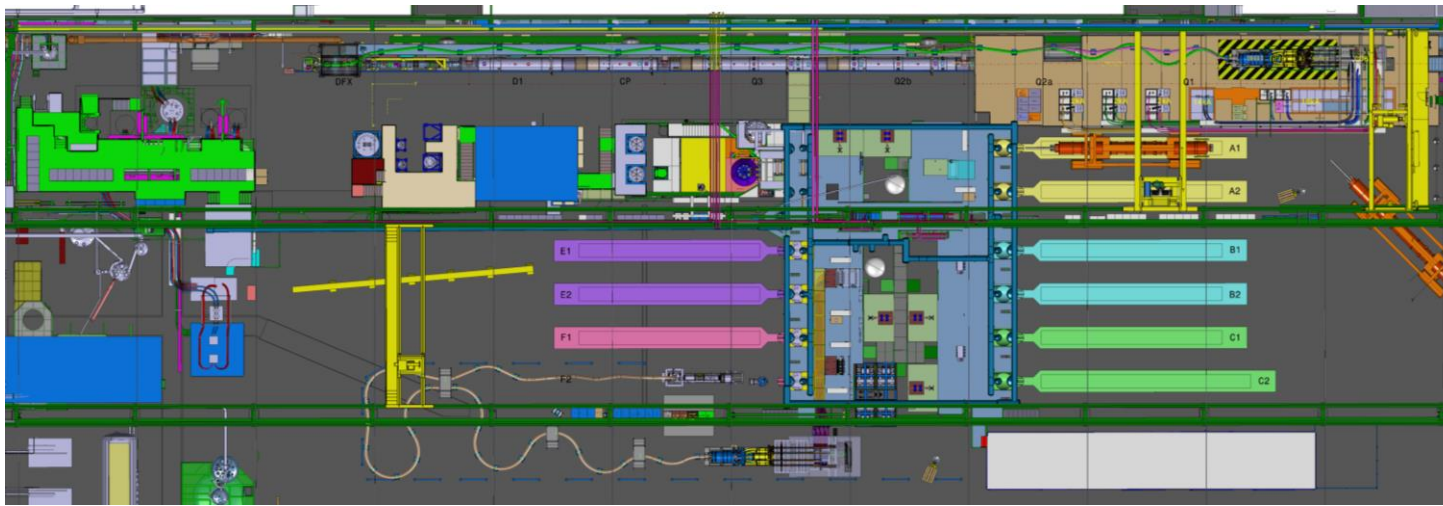 DFX D1 CP Q3 Q2b Q2a Q1
A1
A2
E1 B1
E2 B2
F1 C1
F2 C2